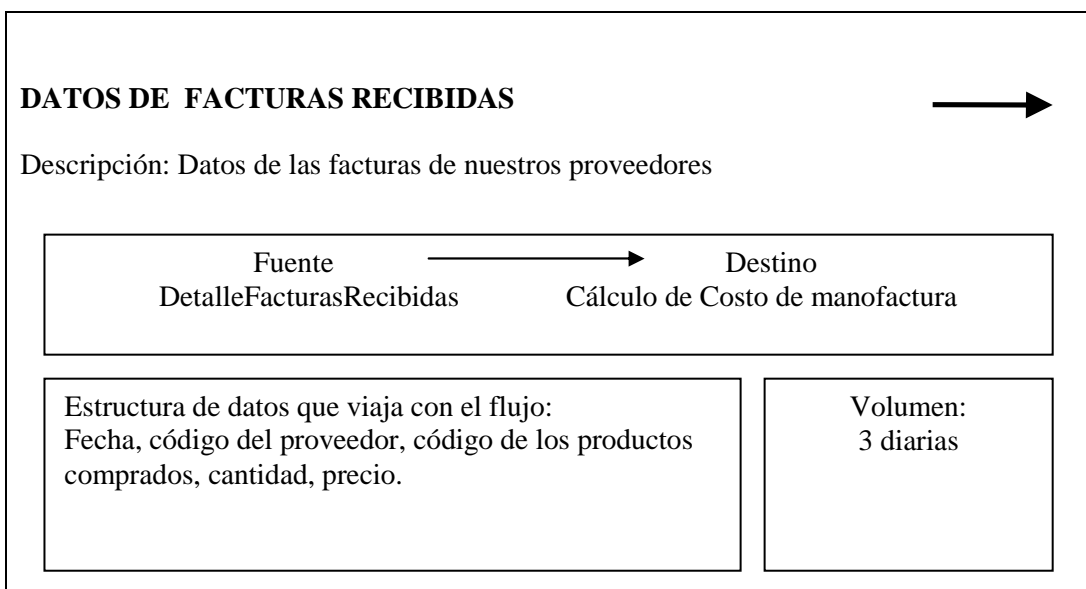 DATOS DE FACTURAS RECIBIDAS
Descripción: Datos de las facturas de nuestros proveedores
Fuente Destino
DetalleFacturasRecibidas Cálculo de Costo de manofactura
Estructura de datos que viaja con el flujo:
Fecha, código del proveedor, código de los productos
comprados, cantidad, precio.
Volumen:
3 diarias